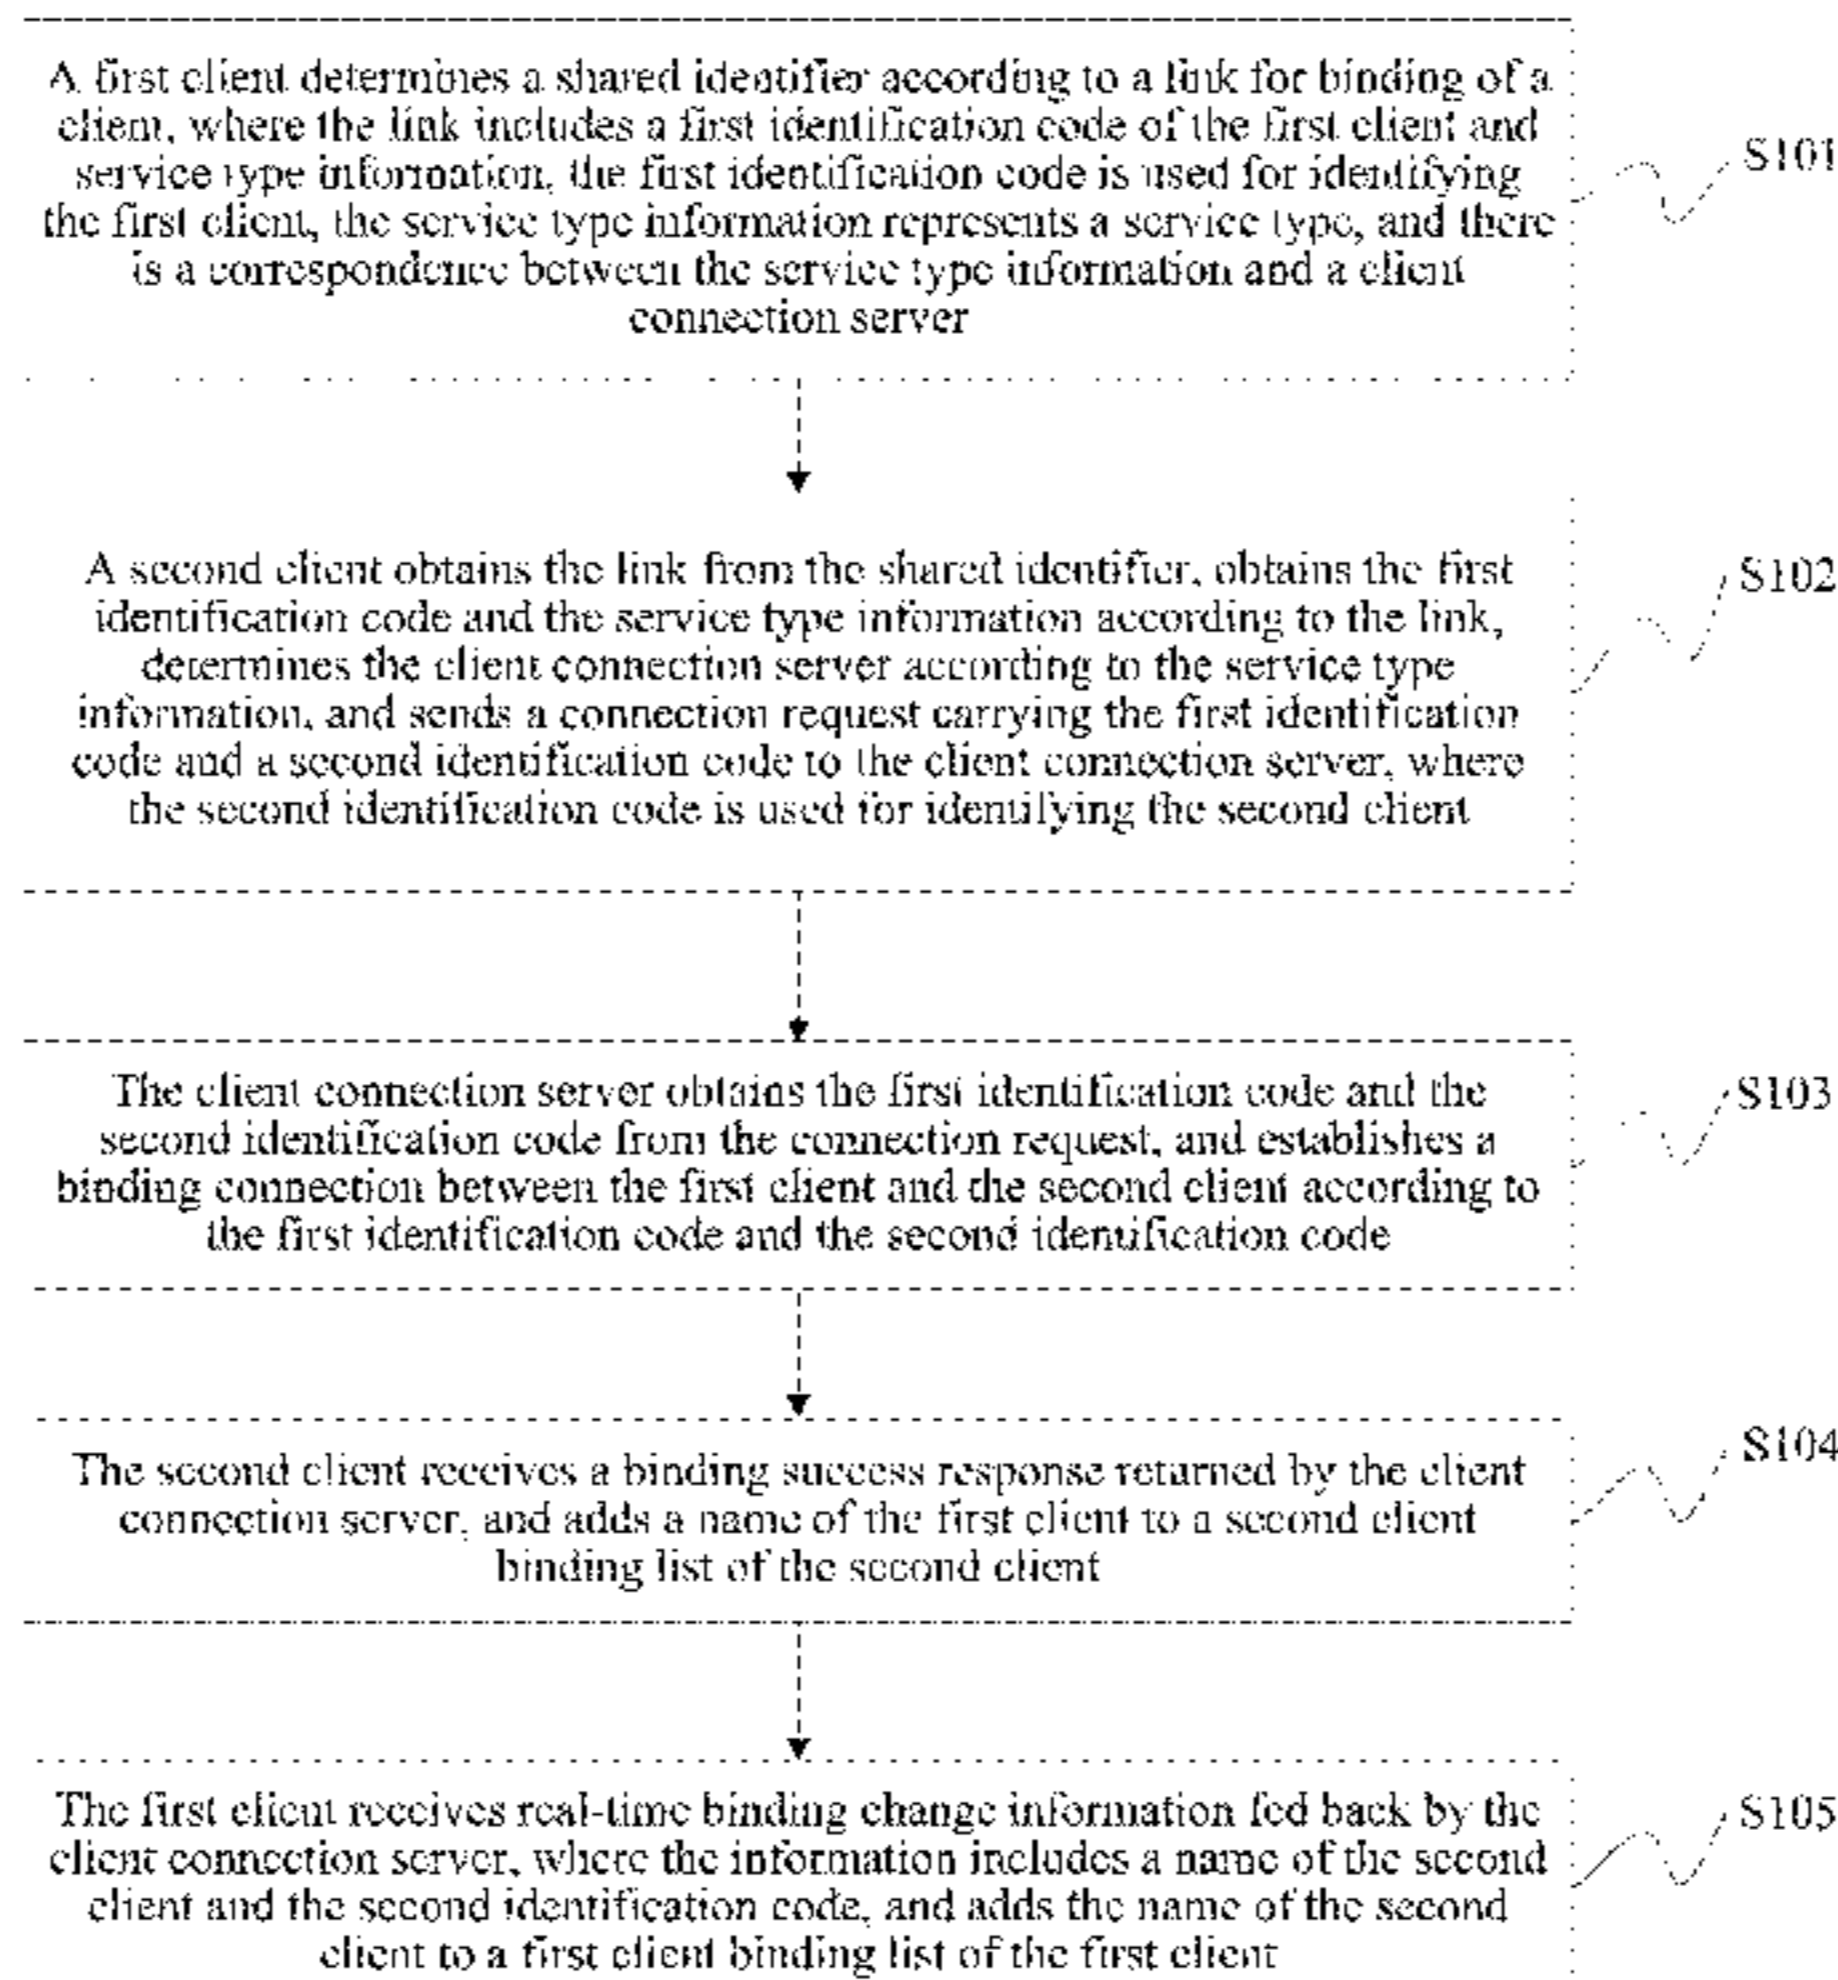 A first client determines a shared identifier according to a link for binding of a
client, where the link includes a first identification code of the first client and
service type information, the first identification code is used for identifying
the first client, the service type information represents a service type, and there
is a correspondence between the service type information and a client
connection server
S101
A second client obtains the link from the shared identifier, obtains the first
identification code and the service type information according to the link,
determines the client connection server according to the service type
information, and sends a connection request carrying the first identification
code and a second identification code to the client connection server, where
the second identification code is used for identifying the second client
S102
The client connection server obtains the first identification code and the
second identification code from the connection request, and establishes a
binding connection between the first client and the second client according to
the first identification code and the second identification code
S103
The second client receives a binding success response returned by the client
connection server, and adds a name of the first client to a second client
binding list of the second client
S104
The first client receives real-time binding change information fed back by the
client connection server, where the information includes a name of the second
client and the second identification code, and adds the name of the second
client to a first client binding list of the first client
S105